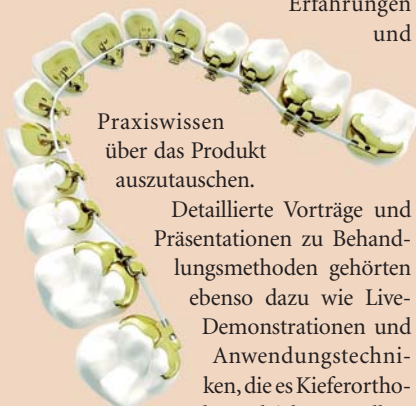 Erfahrungen
und
Praxiswissen
über das Produkt
auszutauschen.
Detaillierte Vorträge und
Präsentationen zu Behand-
lungsmethoden gehörten
ebenso dazu wie Live-
Demonstrationen und
Anwendungstechni-
ken, die es Kieferortho-